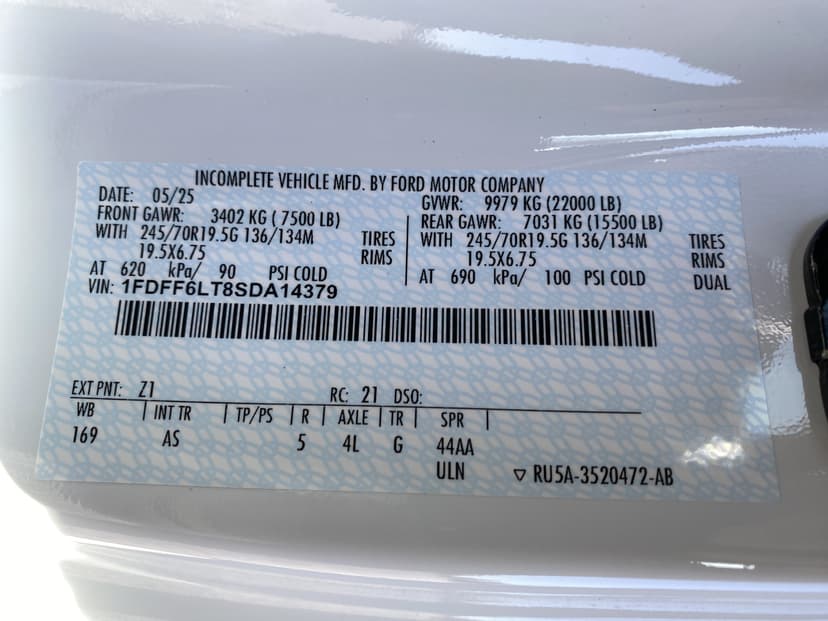 INCOMPLETE VEHICLE MFD. BY FORD MOTOR COMPANY
DATE: 05/25
FRONT GAWR: 3402 KG ( 7500 LB)
WITH 245/70R19.5G 136/134M TIRES
19.5X6.75 RIMS
AT 620 kPa/ 90 PSI COLD
GVWR: 9979 KG (22000 LB)
REAR GAWR: 7031 KG (15500 LB)
WITH 245/70R19.5G 136/134M TIRES
19.5X6.75 RIMS
AT 690 kPa/ 100 PSI COLD DUAL
VIN: 1FDFF6LT8SDA14379
EXT PNT: Z1 RC: 21 DSO:
WB | INT TR | TP/PS | R | AXLE | TR | SPR |
169 AS 5 4L G 44AA
ULN ▽ RU5A-3520472-AB